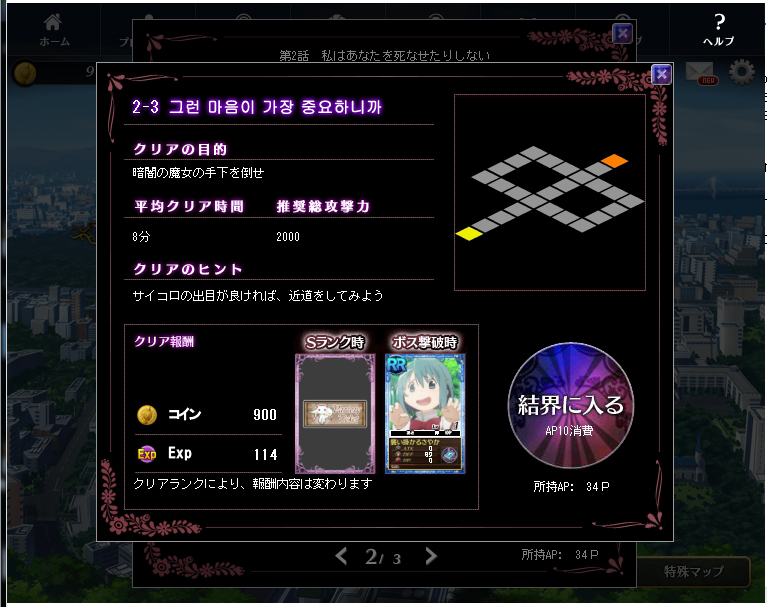 ホーム
ヘルプ
NEW
第2話 私はあなたを死なせたりしない
2-3 그런 마음이 가장 중요하니까
クリアの目的
暗闇の魔女の手下を倒せ
平均クリア時間 推奨総攻撃力
8分 2000
クリアのヒント
サイコロの出目が良ければ、近道をしてみよう
クリア報酬
Sランク時
ボス撃破時
RR
コイン 900
Exp Exp 114
クリアランクにより、報酬内容は変わります
結界に入る
AP10消費
所持AP: 34P
2/ 3
所持AP: 34P
特殊マップ